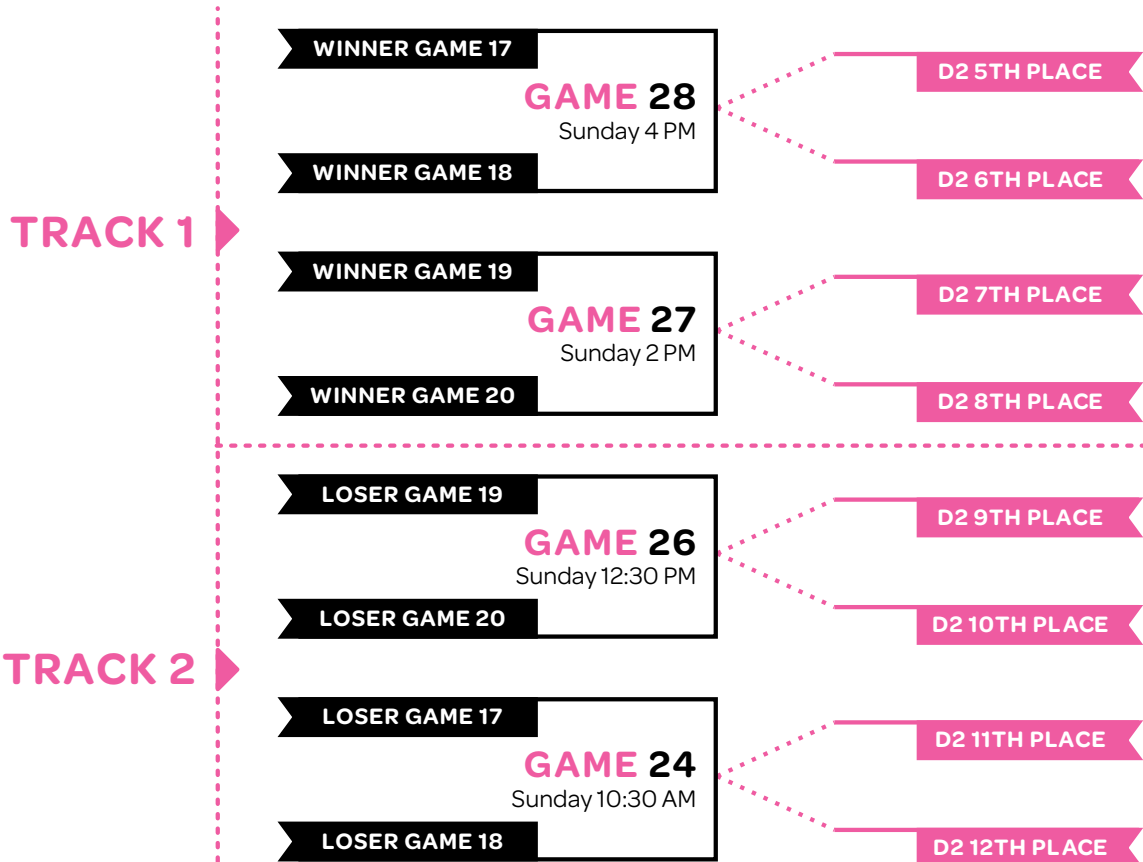 WINNER GAME 17
GAME 28
Sunday 4 PM
WINNER GAME 18
D2 5TH PLACE
D2 6TH PLACE
TRACK 1
WINNER GAME 19
GAME 27
Sunday 2 PM
WINNER GAME 20
D2 7TH PLACE
D2 8TH PLACE
LOSER GAME 19
GAME 26
Sunday 12:30 PM
LOSER GAME 20
D2 9TH PLACE
D2 10TH PLACE
TRACK 2
LOSER GAME 17
GAME 24
Sunday 10:30 AM
LOSER GAME 18
D2 11TH PLACE
D2 12TH PLACE